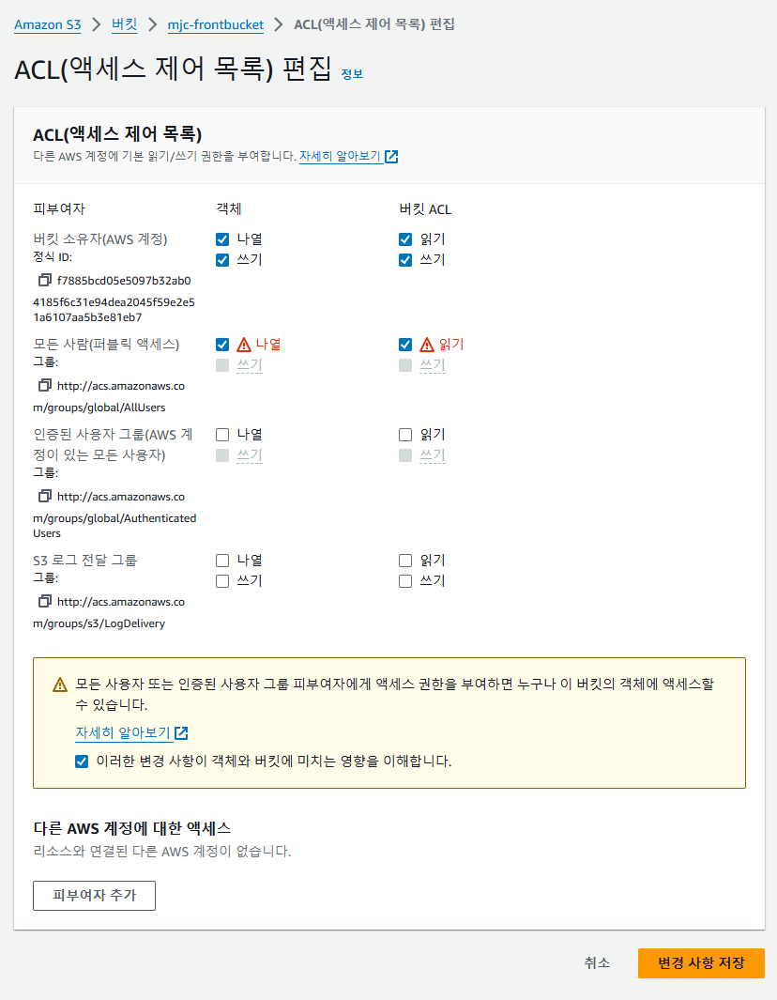 Amazon S3 > 버킷 > mjc-frontbucket > ACL(액세스 제어 목록) 편집
ACL(액세스 제어 목록) 편집 정보
ACL(액세스 제어 목록)
다른 AWS 계정에 기본 읽기/쓰기 권한을 부여합니다. 자세히 알아보기
피부여자 객체 버킷 ACL
버킷 소유자(AWS 계정) 나열 읽기
정식 ID: 쓰기 쓰기
f7885bcd05e5097b32ab0
4185f6c31e94dea2045f59e2e5
1a6107aa5b3e81eb7
모든 사람(퍼블릭 액세스) 나열 읽기
그룹: 쓰기 쓰기
http://acs.amazonaws.co
m/groups/global/AllUsers
인증된 사용자 그룹(AWS 계 나열 읽기
정이 있는 모든 사용자) 쓰기 쓰기
그룹:
http://acs.amazonaws.co
m/groups/global/Authenticated
Users
S3 로그 전달 그룹 나열 읽기
그룹: 쓰기 쓰기
http://acs.amazonaws.co
m/groups/s3/LogDelivery
모든 사용자 또는 인증된 사용자 그룹 피부여자에게 액세스 권한을 부여하면 누구나 이 버킷의 객체에 액세스할
수 있습니다.
자세히 알아보기
이러한 변경 사항이 객체와 버킷에 미치는 영향을 이해합니다.
다른 AWS 계정에 대한 액세스
리소스와 연결된 다른 AWS 계정이 없습니다.
피부여자 추가
취소 변경 사항 저장